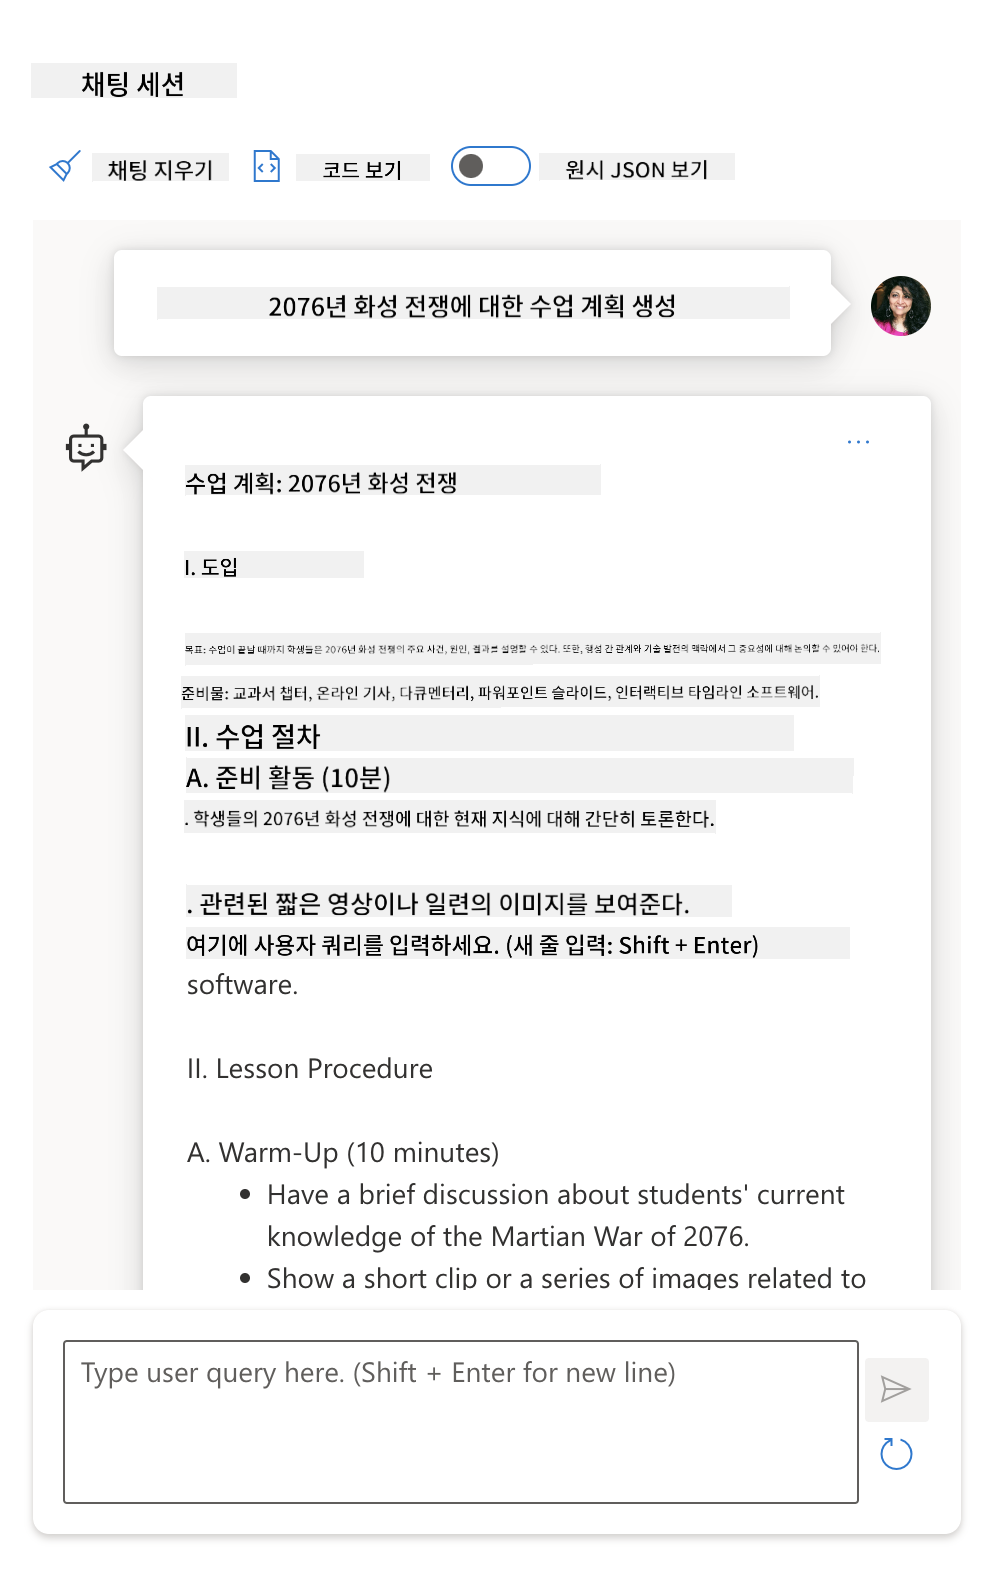 채팅 세션
채팅 지우기 코드 보기 원시 JSON 보기
2076년 화성 전쟁에 대한 수업 계획 생성
수업 계획: 2076년 화성 전쟁
I. 도입
목표: 수업이 끝날 때까지 학생들은 2076년 화성 전쟁의 주요 사건, 원인, 결과를 설명할 수 있다. 또한, 행성 간 관계와 기술 발전의 맥락에서 그 중요성에 대해 논의할 수 있어야 한다.
준비물: 교과서 챕터, 온라인 기사, 다큐멘터리, 파워포인트 슬라이드, 인터랙티브 타임라인 소프트웨어.
II. 수업 절차
A. 준비 활동 (10분)
. 학생들의 2076년 화성 전쟁에 대한 현재 지식에 대해 간단히 토론한다.
. 관련된 짧은 영상이나 일련의 이미지를 보여준다.
여기에 사용자 쿼리를 입력하세요. (새 줄 입력: Shift + Enter)
software.
II. Lesson Procedure
A. Warm-Up (10 minutes)
• Have a brief discussion about students' current
knowledge of the Martian War of 2076.
• Show a short clip or a series of images related to
Type user query here. (Shift + Enter for new line)